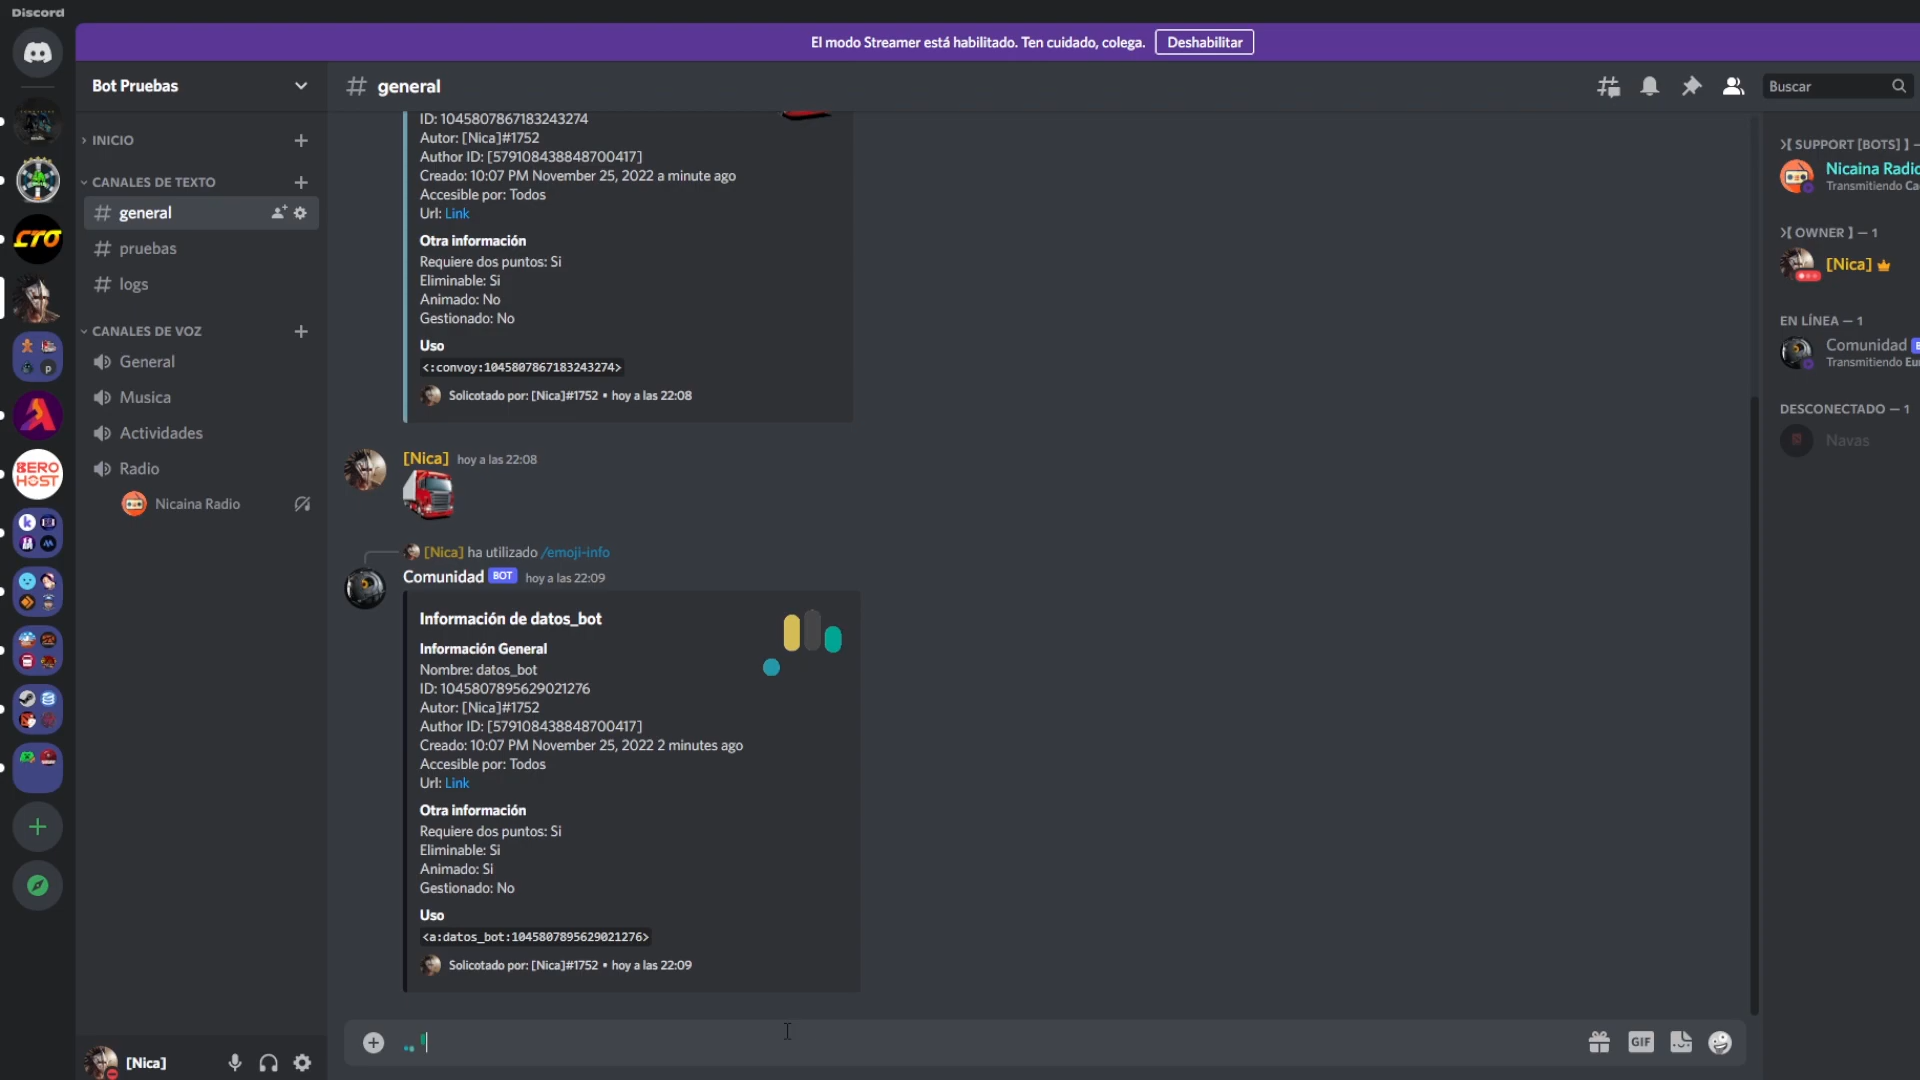 Discord
El modo Streamer está habilitado. Ten cuidado, colega. Deshabilitar
Bot Pruebas
general
Buscar
INICIO
CANALES DE TEXTO
general
pruebas
logs
CANALES DE VOZ
General
Musica
Actividades
Radio
Nicaina Radio
[Nica]
CTO
BERO
HOST
ID: 1045807867183243274
Autor: [Nica]#1752
Author ID: [579108438848700417]
Creado: 10:07 PM November 25, 2022 a minute ago
Accesible por: Todos
Url: Link
Otra información
Requiere dos puntos: Si
Eliminable: Si
Animado: No
Gestionado: No
Uso
<:convoy:1045807867183243274>
Solicotado por: [Nica]#1752 • hoy a las 22:08
[Nica] hoy a las 22:08
[Nica] ha utilizado /emoji-info
Comunidad BOT hoy a las 22:09
Información de datos_bot
Información General
Nombre: datos_bot
ID: 1045807895629021276
Autor: [Nica]#1752
Author ID: [579108438848700417]
Creado: 10:07 PM November 25, 2022 2 minutes ago
Accesible por: Todos
Url: Link
Otra información
Requiere dos puntos: Si
Eliminable: Si
Animado: Si
Gestionado: No
Uso
<a:datos_bot:1045807895629021276>
Solicotado por: [Nica]#1752 • hoy a las 22:09
GIF
⵼[ SUPPORT [BOTS] ] —
Nicaina Radio
Transmitiendo Ca
⵼[ OWNER ] — 1
[Nica]
EN LÍNEA — 1
Comunidad
Transmitiendo Eur
DESCONECTADO — 1
Navas